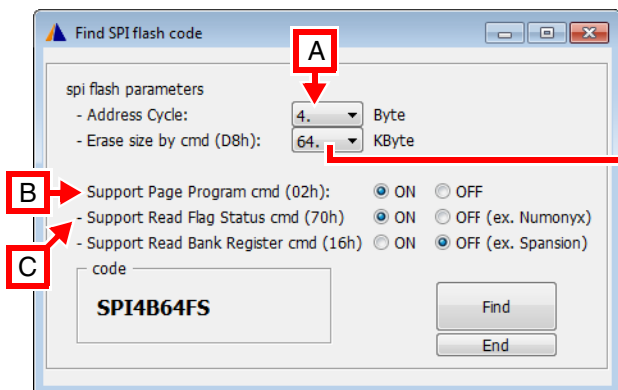 Find SPI flash code
A
spi flash parameters
- Address Cycle: 4. Byte
- Erase size by cmd (D8h): 64. KByte
B
- Support Page Program cmd (02h): ON OFF
- Support Read Flag Status cmd (70h) ON OFF (ex. Numonyx)
- Support Read Bank Register cmd (16h) ON OFF (ex. Spansion)
C
code
SPI4B64FS
Find
End